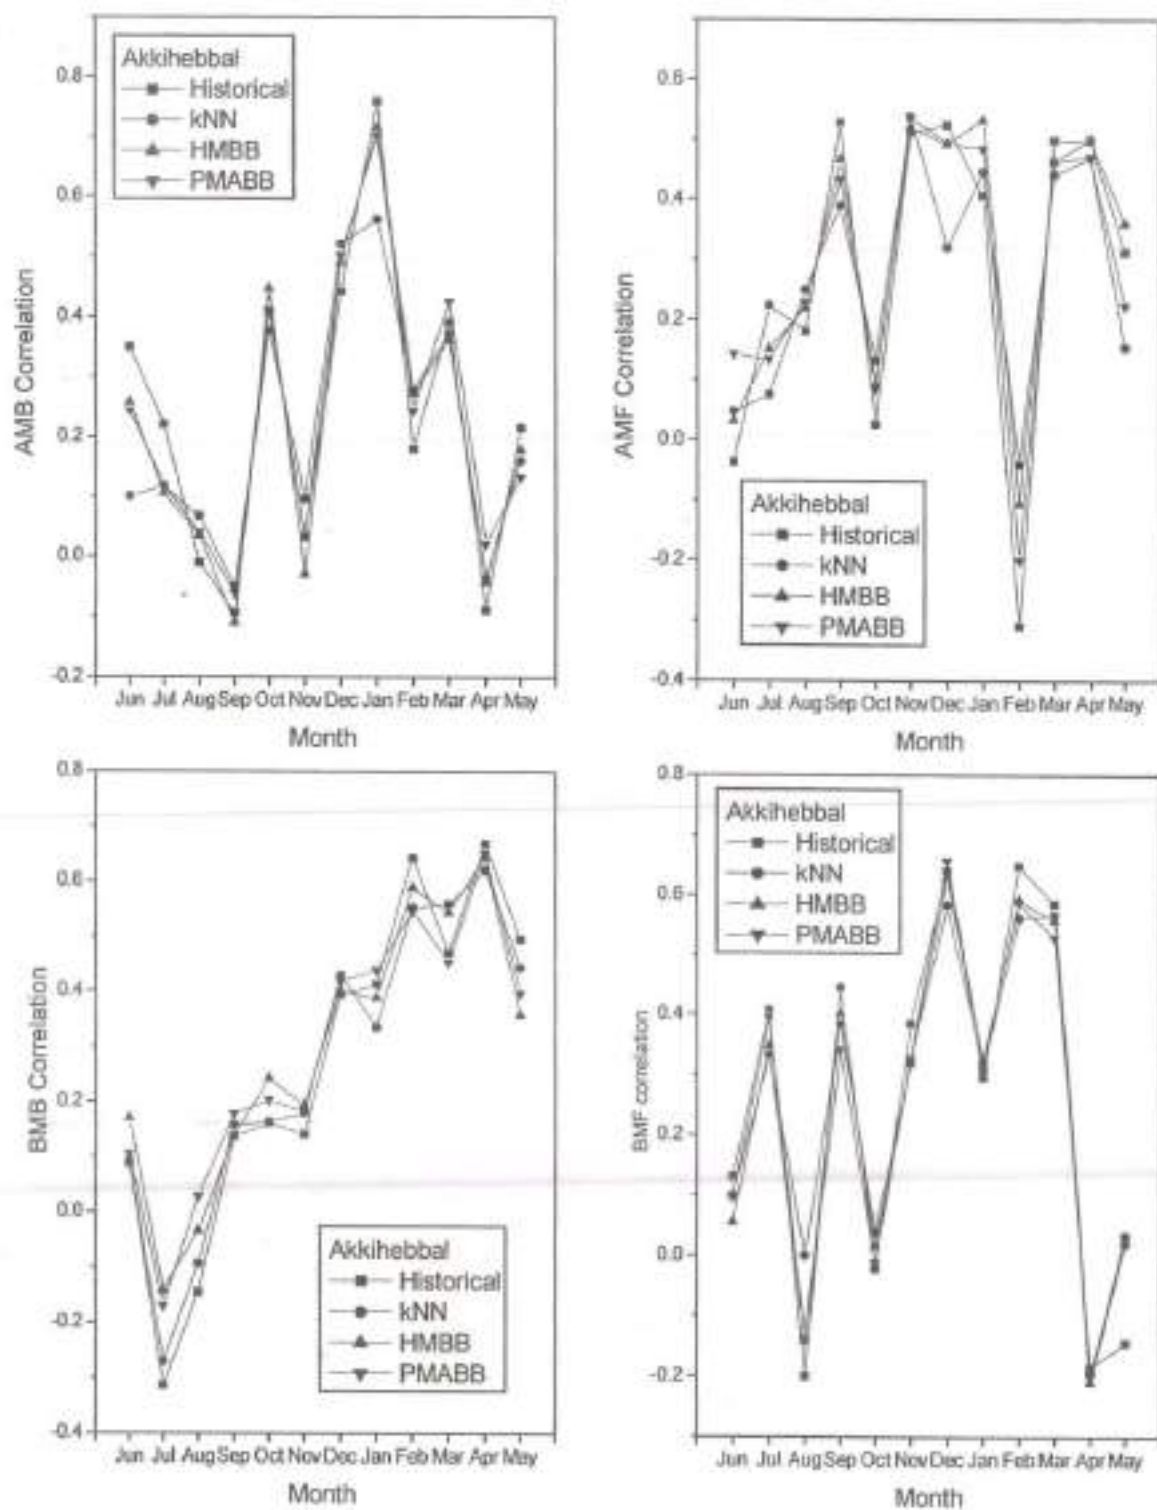 Akkihebbal
Historical
kNN
HMBB
PMABB
0.8
0.6
0.4
0.2
0.0
-0.2
AMB Correlation
Jun Jul Aug Sep Oct Nov Dec Jan Feb Mar Apr May
Month
0.6
0.4
0.2
0.0
-0.2
-0.4
AMF Correlation
Akkihebbal
Historical
kNN
HMBB
PMABB
Jun Jul Aug Sep Oct Nov Dec Jan Feb Mar Apr May
Month
0.8
0.6
0.4
0.2
0.0
-0.2
-0.4
BMB Correlation
Akkihebbal
Historical
kNN
HMBB
PMABB
Jun Jul Aug Sep Oct Nov Dec Jan Feb Mar Apr May
Month
0.8
0.6
0.4
0.2
0.0
-0.2
BMF correlation
Akkihebbal
Historical
kNN
HMBB
PMABB
Jun Jul Aug Sep Oct Nov Dec Jan Feb Mar Apr May
Month